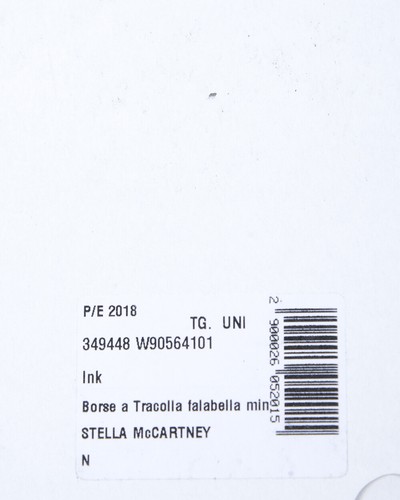 P/E 2018
TG. UNI
349448 W90564101
Ink
Borse a Tracolla falabella min
STELLA McCARTNEY
N
2 900026 052015